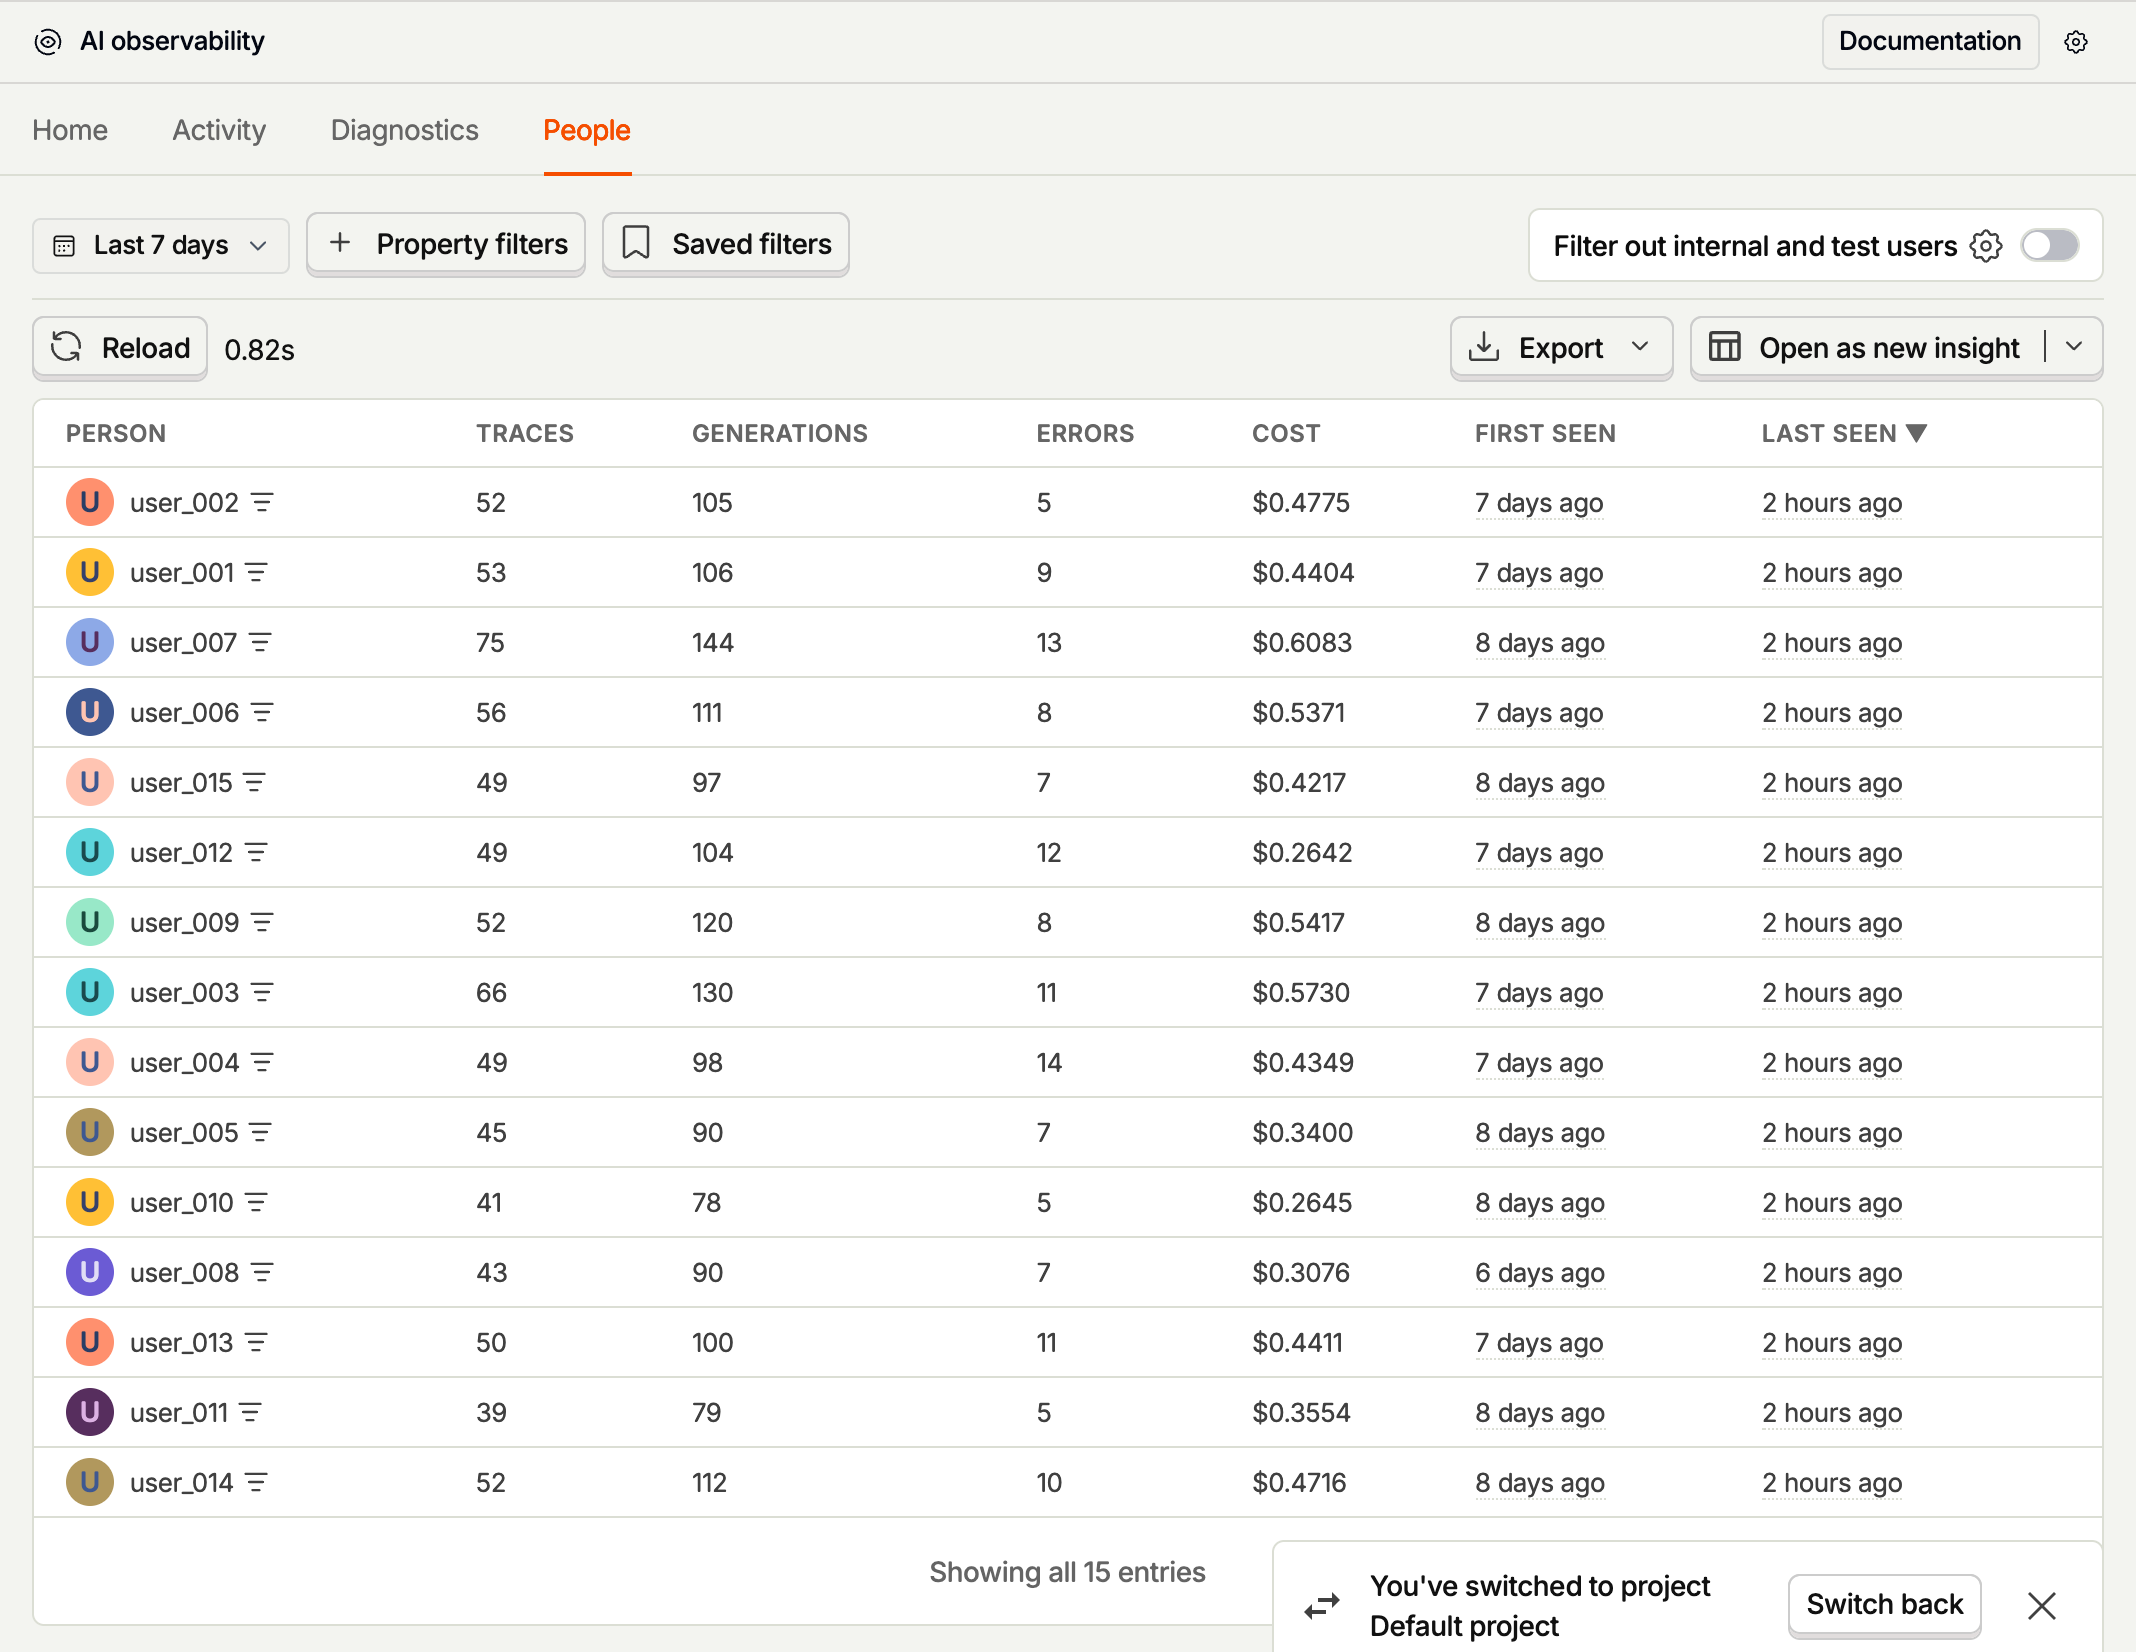 AI observability
Documentation
Home Activity Diagnostics People
Last 7 days Property filters Saved filters Filter out internal and test users
Reload 0.82s Export Open as new insight
PERSON TRACES GENERATIONS ERRORS COST FIRST SEEN LAST SEEN
U user_002 52 105 5 $0.4775 7 days ago 2 hours ago
U user_001 53 106 9 $0.4404 7 days ago 2 hours ago
U user_007 75 144 13 $0.6083 8 days ago 2 hours ago
U user_006 56 111 8 $0.5371 7 days ago 2 hours ago
U user_015 49 97 7 $0.4217 8 days ago 2 hours ago
U user_012 49 104 12 $0.2642 7 days ago 2 hours ago
U user_009 52 120 8 $0.5417 8 days ago 2 hours ago
U user_003 66 130 11 $0.5730 7 days ago 2 hours ago
U user_004 49 98 14 $0.4349 7 days ago 2 hours ago
U user_005 45 90 7 $0.3400 8 days ago 2 hours ago
U user_010 41 78 5 $0.2645 8 days ago 2 hours ago
U user_008 43 90 7 $0.3076 6 days ago 2 hours ago
U user_013 50 100 11 $0.4411 7 days ago 2 hours ago
U user_011 39 79 5 $0.3554 8 days ago 2 hours ago
U user_014 52 112 10 $0.4716 8 days ago 2 hours ago
Showing all 15 entries
You've switched to project
Default project
Switch back